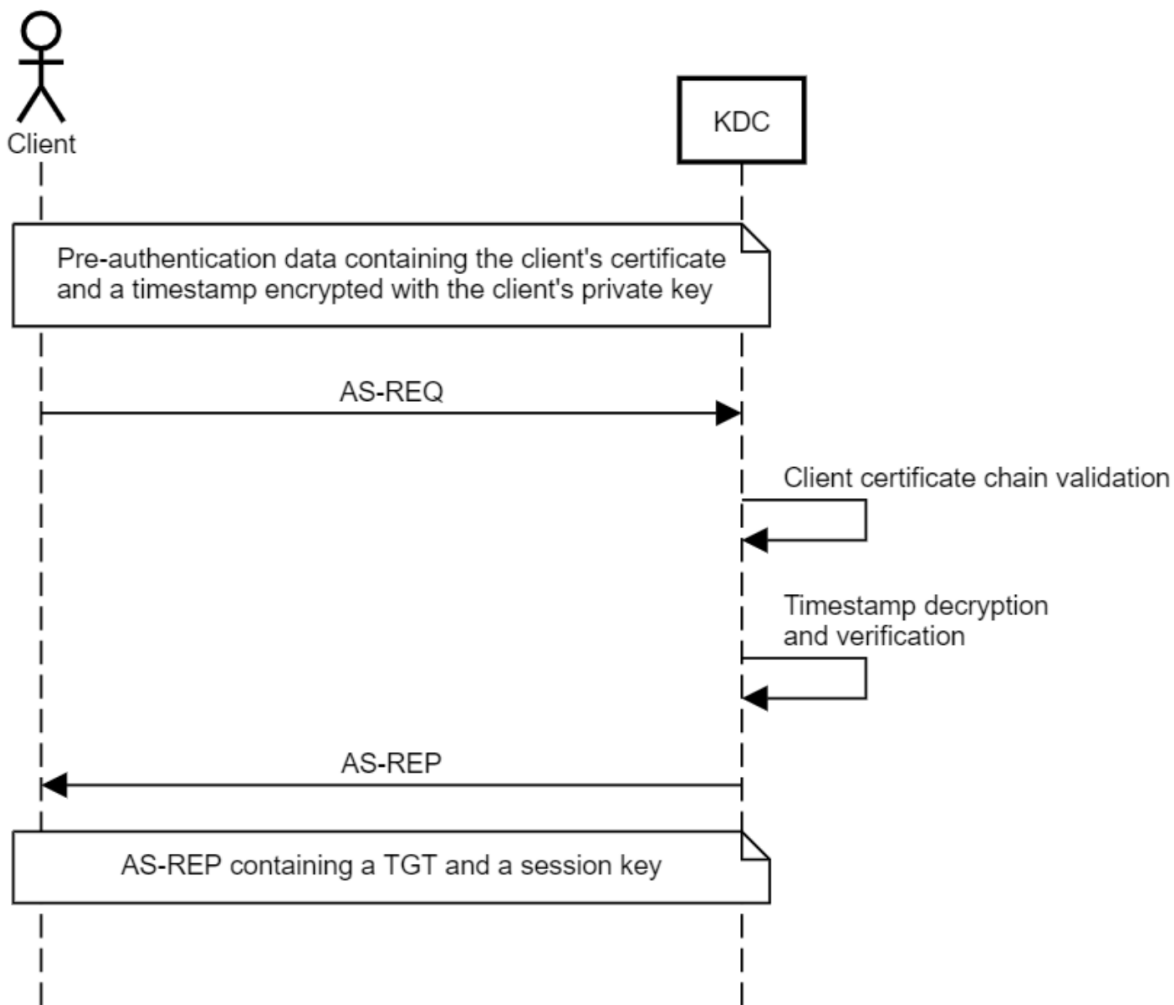 Client
KDC
Pre-authentication data containing the client's certificate
and a timestamp encrypted with the client's private key
AS-REQ
Client certificate chain validation
Timestamp decryption
and verification
AS-REP
AS-REP containing a TGT and a session key